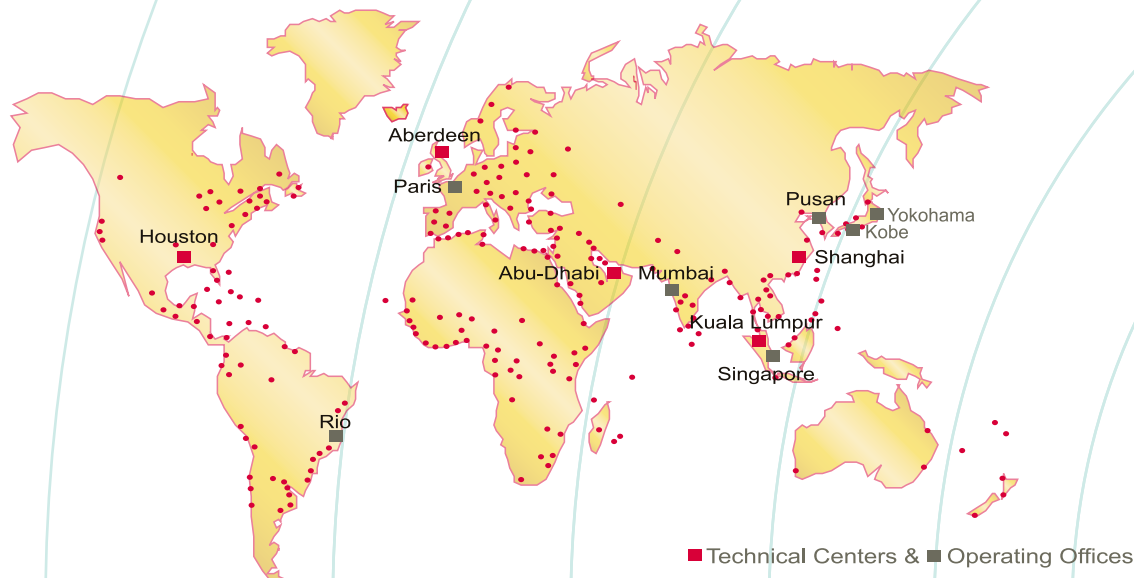 Aberdeen
Paris
Pusan
Yokohama
Kobe
Houston
Shanghai
Abu-Dhabi
Mumbai
Kuala Lumpur
Singapore
Rio
Technical Centers & Operating Offices